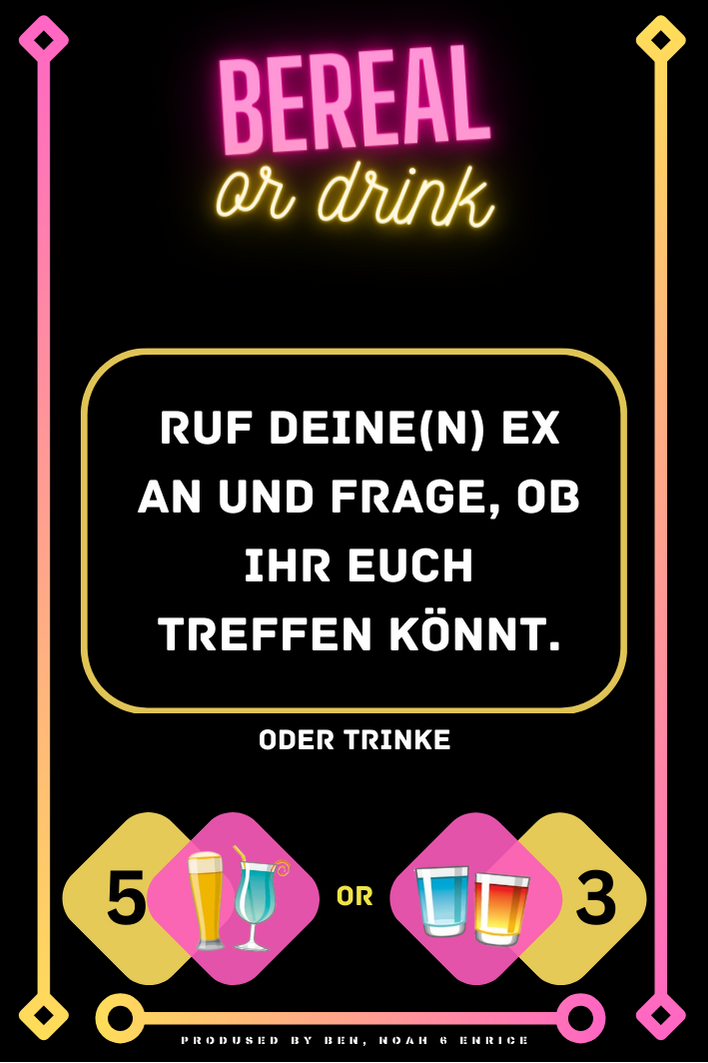 BEREAL
or drink
RUF DEINE(N) EX
AN UND FRAGE, OB
IHR EUCH
TREFFEN KÖNNT.
ODER TRINKE
5 OR 3
PRODUSED BY BEN, NOAH 6 ENRICE